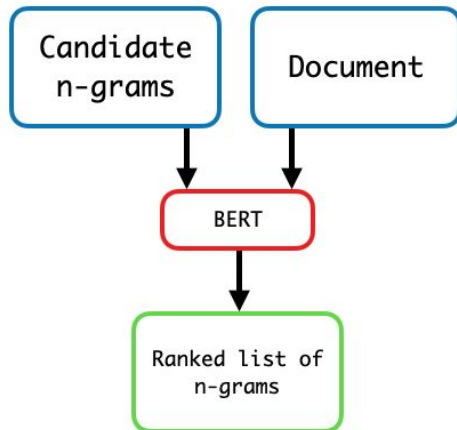 Candidate
n-grams
Document
BERT
Ranked list of
n-grams